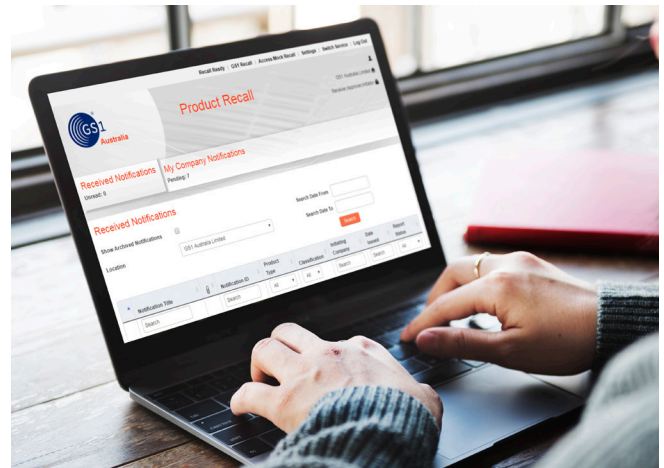 Recall Ready | GS1 Recall | Access Mock Recall | Settings | Switch Service | Log Out
GS1 Australia Limited
Product Recall
GS1
Australia
Received Notifications
Unread: 0
My Company Notifications
Pending: 7
Received Notifications
Show Archived Notifications
Location
GS1 Australia Limited
Search Date From
Search Date To
Search
Notification Title
Notification ID
Product Type
Classification
Initiating Company
Date Issued
Report Status
Search
Search
All
All
Search
Search
All